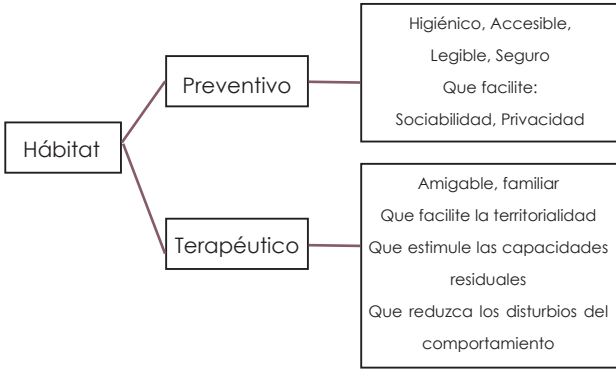 Hábitat
Preventivo
Higiénico, Accesible,
Legible, Seguro
Que facilite:
Sociabilidad, Privacidad
Terapéutico
Amigable, familiar
Que facilite la territorialidad
Que estimule las capacidades
residuales
Que reduzca los disturbios del
comportamiento